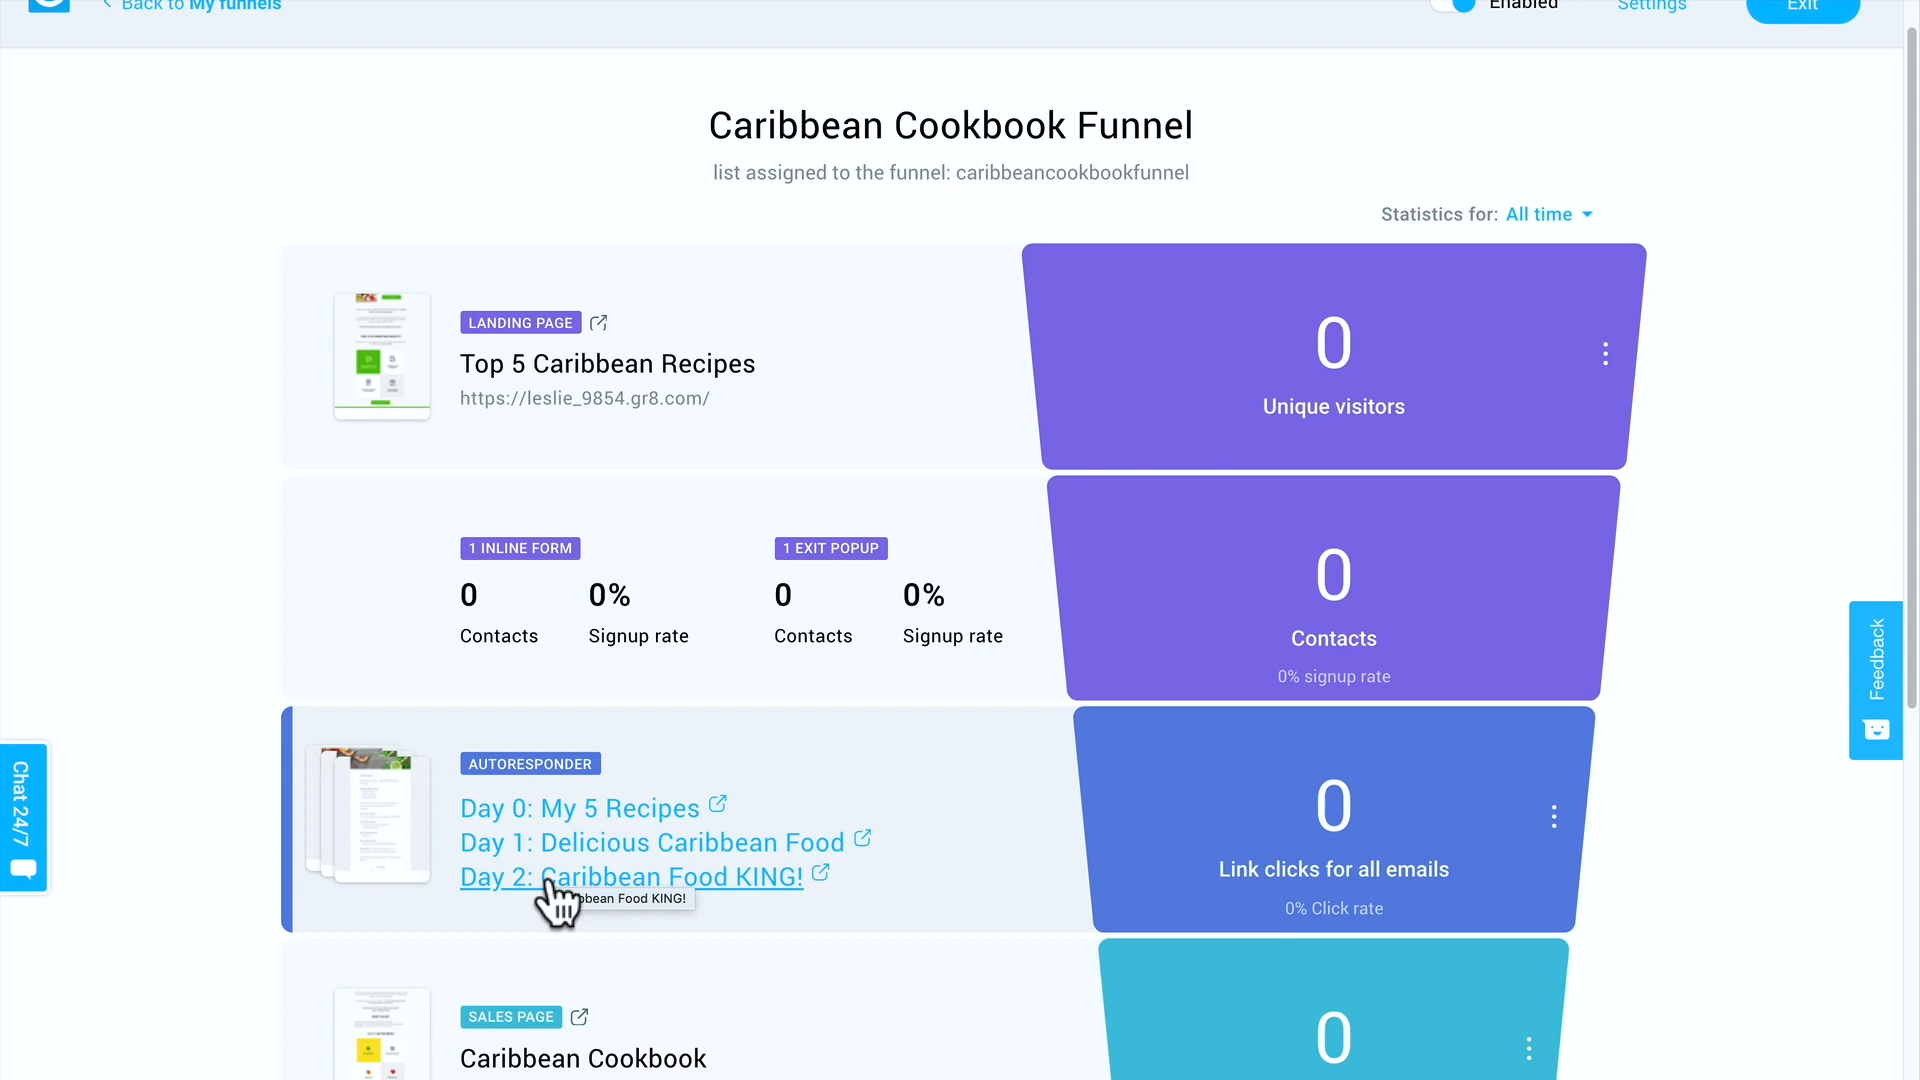 Back to My funnels
Enabled
Settings
Exit
Caribbean Cookbook Funnel
list assigned to the funnel: caribbeancookbookfunnel
Statistics for: All time
LANDING PAGE
Top 5 Caribbean Recipes
https://leslie_9854.gr8.com/
0
Unique visitors
1 INLINE FORM
1 EXIT POPUP
0 0% 0 0%
Contacts Signup rate Contacts Signup rate
0
Contacts
0% signup rate
AUTORESPONDER
Day 0: My 5 Recipes
Day 1: Delicious Caribbean Food
Day 2: Caribbean Food KING!
bbean Food KING!
0
Link clicks for all emails
0% Click rate
SALES PAGE
Caribbean Cookbook
0
Feedback
Chat 24/7